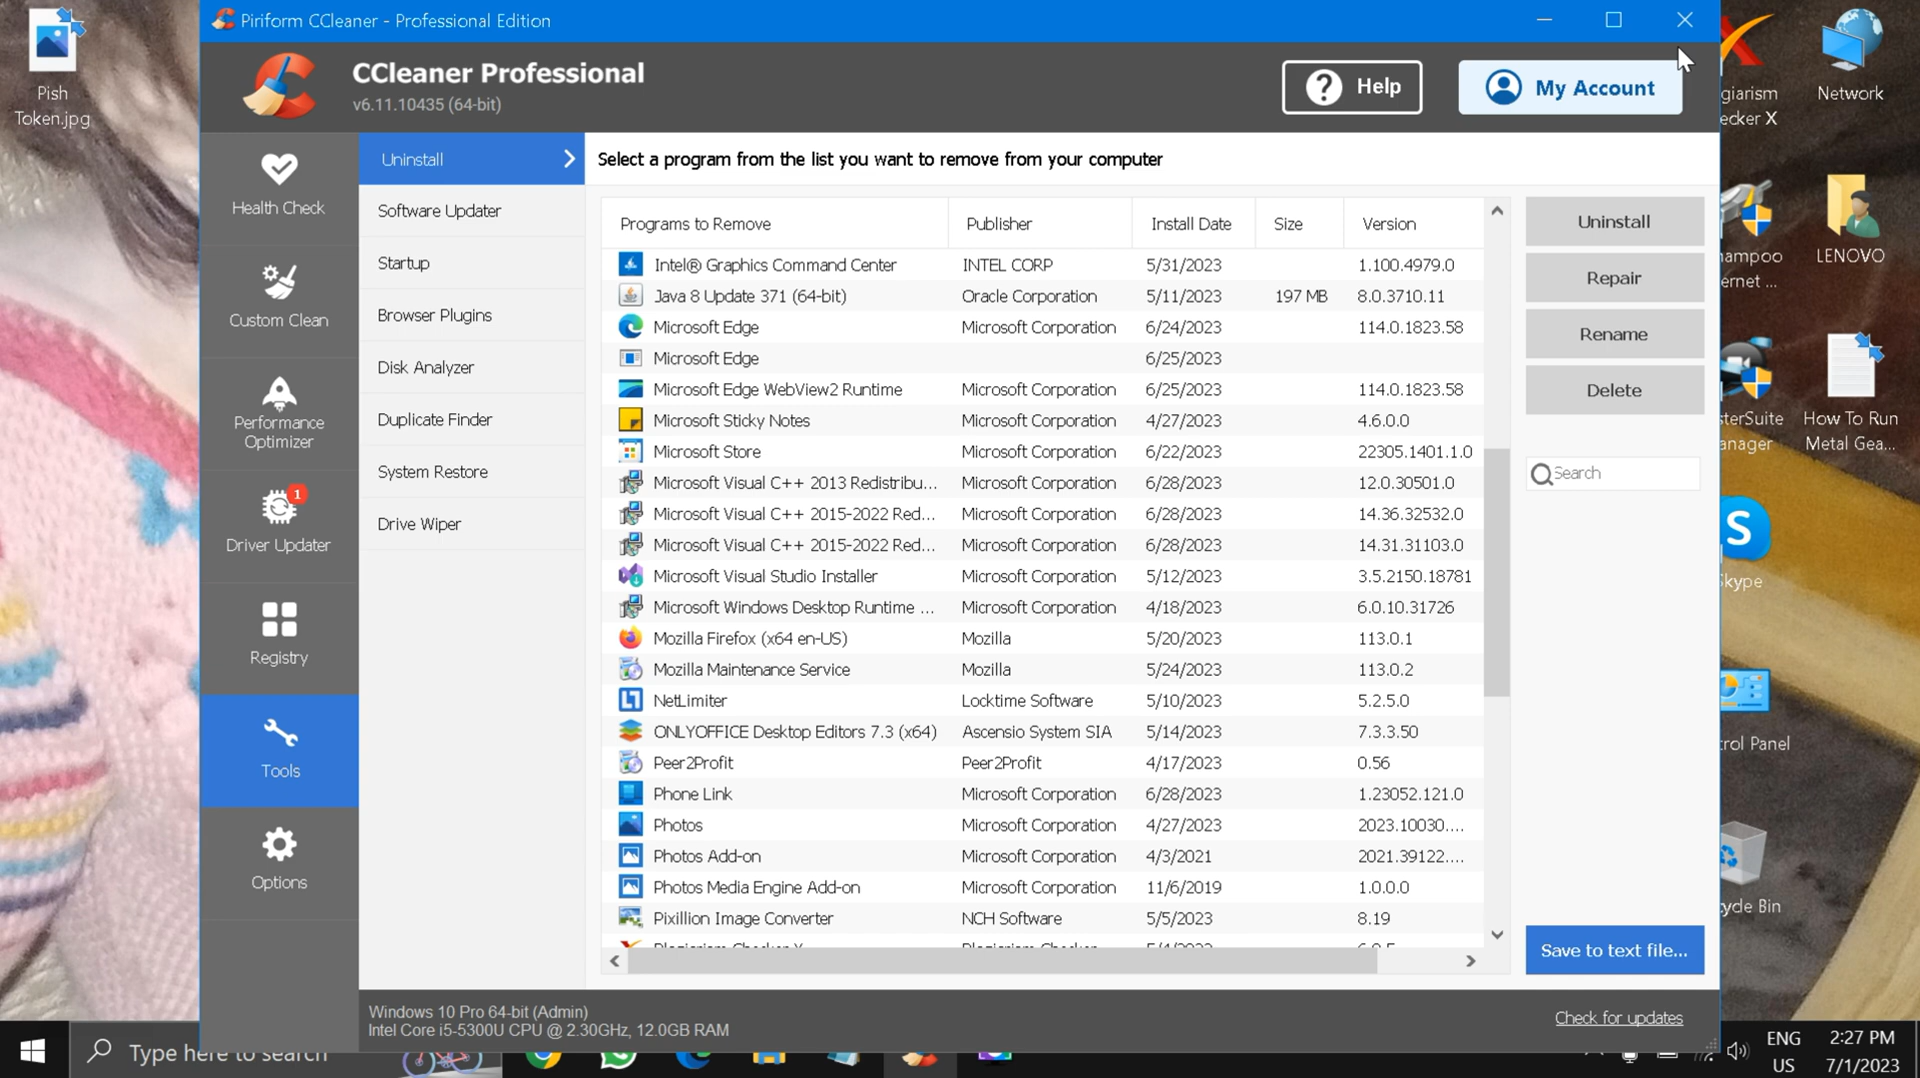 Piriform CCleaner - Professional Edition
CCleaner Professional
v6.11.10435 (64-bit)
Help
My Account
Health Check
Custom Clean
Performance
Optimizer
1
Driver Updater
Registry
Tools
Options
Uninstall
Software Updater
Startup
Browser Plugins
Disk Analyzer
Duplicate Finder
System Restore
Drive Wiper
Select a program from the list you want to remove from your computer
Programs to Remove Publisher Install Date Size Version
Intel® Graphics Command Center INTEL CORP 5/31/2023 1.100.4979.0
Java 8 Update 371 (64-bit) Oracle Corporation 5/11/2023 197 MB 8.0.3710.11
Microsoft Edge Microsoft Corporation 6/24/2023 114.0.1823.58
Microsoft Edge 6/25/2023
Microsoft Edge WebView2 Runtime Microsoft Corporation 6/25/2023 114.0.1823.58
Microsoft Sticky Notes Microsoft Corporation 4/27/2023 4.6.0.0
Microsoft Store Microsoft Corporation 6/22/2023 22305.1401.1.0
Microsoft Visual C++ 2013 Redistribu... Microsoft Corporation 6/28/2023 12.0.30501.0
Microsoft Visual C++ 2015-2022 Red... Microsoft Corporation 6/28/2023 14.36.32532.0
Microsoft Visual C++ 2015-2022 Red... Microsoft Corporation 6/28/2023 14.31.31103.0
Microsoft Visual Studio Installer Microsoft Corporation 5/12/2023 3.5.2150.18781
Microsoft Windows Desktop Runtime ... Microsoft Corporation 4/18/2023 6.0.10.31726
Mozilla Firefox (x64 en-US) Mozilla 5/20/2023 113.0.1
Mozilla Maintenance Service Mozilla 5/24/2023 113.0.2
NetLimiter Locktime Software 5/10/2023 5.2.5.0
ONLYOFFICE Desktop Editors 7.3 (x64) Ascensio System SIA 5/14/2023 7.3.3.50
Peer2Profit Peer2Profit 4/17/2023 0.56
Phone Link Microsoft Corporation 6/28/2023 1.23052.121.0
Photos Microsoft Corporation 4/27/2023 2023.10030....
Photos Add-on Microsoft Corporation 4/3/2021 2021.39122....
Photos Media Engine Add-on Microsoft Corporation 11/6/2019 1.0.0.0
Pixillion Image Converter NCH Software 5/5/2023 8.19
Uninstall
Repair
Rename
Delete
Search
Save to text file...
Windows 10 Pro 64-bit (Admin)
Intel Core i5-5300U CPU @ 2.30GHz, 12.0GB RAM
Check for updates
Pish
Token.jpg
giarism
ecker X
Network
ampoo
ernet ...
LENOVO
sterSuite
anager
How To Run
Metal Gea...
S
kype
rol Panel
ycle Bin
Type here to search
ENG
US
2:27 PM
7/1/2023